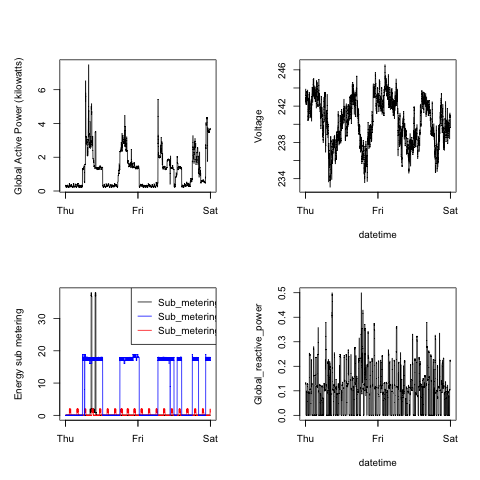 Global Active Power (kilowatts)
0 2 4 6
Thu Fri Sat
Voltage
234 238 242 246
Thu Fri Sat
datetime
Energy sub metering
0 10 20 30
Sub_metering
Sub_metering
Sub_metering
Thu Fri Sat
Global_reactive_power
0.0 0.1 0.2 0.3 0.4 0.5
Thu Fri Sat
datetime